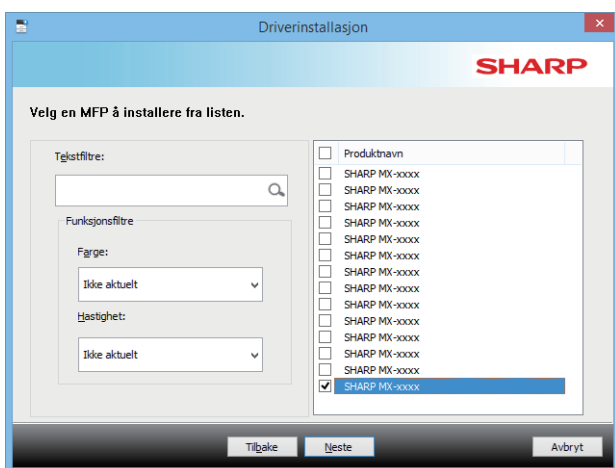 Driverinstallasjon
SHARP
Velg en MFP å installere fra listen.
Tekstfiltre:
Funksjonsfiltre
Farge:
Ikke aktuelt
Hastighet:
Ikke aktuelt
Produktnavn
SHARP MX-xxxx
SHARP MX-xxxx
SHARP MX-xxxx
SHARP MX-xxxx
SHARP MX-xxxx
SHARP MX-xxxx
SHARP MX-xxxx
SHARP MX-xxxx
SHARP MX-xxxx
SHARP MX-xxxx
SHARP MX-xxxx
SHARP MX-xxxx
SHARP MX-xxxx
SHARP MX-xxxx
Tilbake
Neste
Avbryt